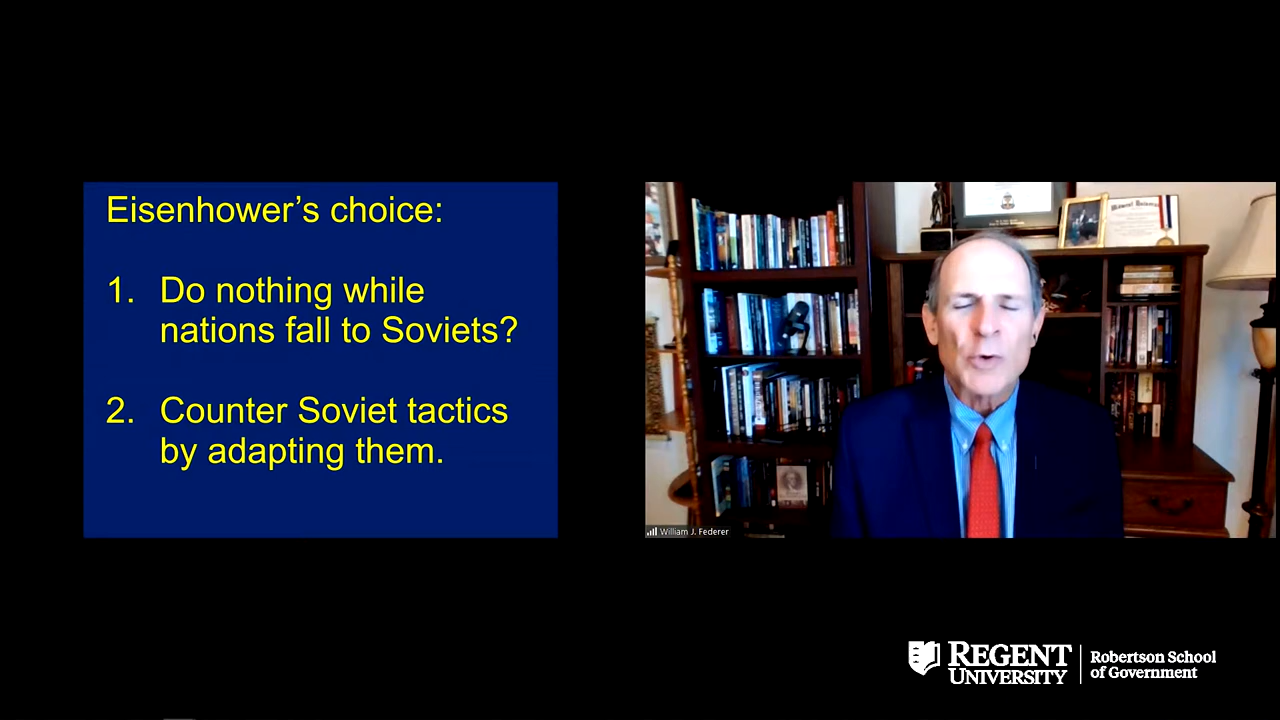 Eisenhower's choice:
1. Do nothing while
nations fall to Soviets?
2. Counter Soviet tactics
by adapting them.
William J. Federer
REGENT
UNIVERSITY
Robertson School
of Government